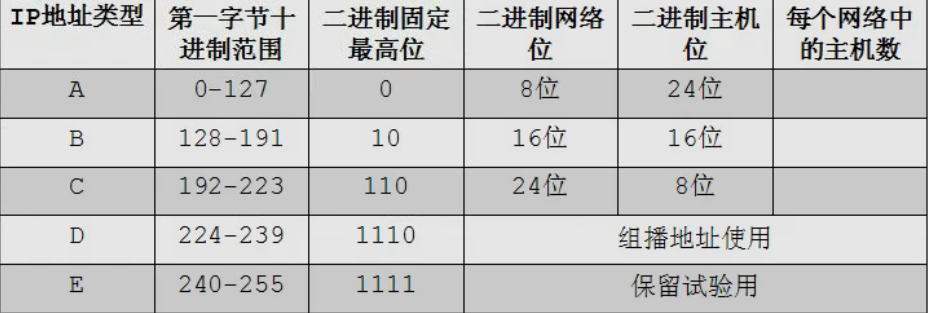 IP地址类型 第一字节十进制范围 二进制固定最高位 二进制网络位 二进制主机位 每个网络中的主机数
A 0-127 0 8位 24位
B 128-191 10 16位 16位
C 192-223 110 24位 8位
D 224-239 1110 组播地址使用
E 240-255 1111 保留试验用